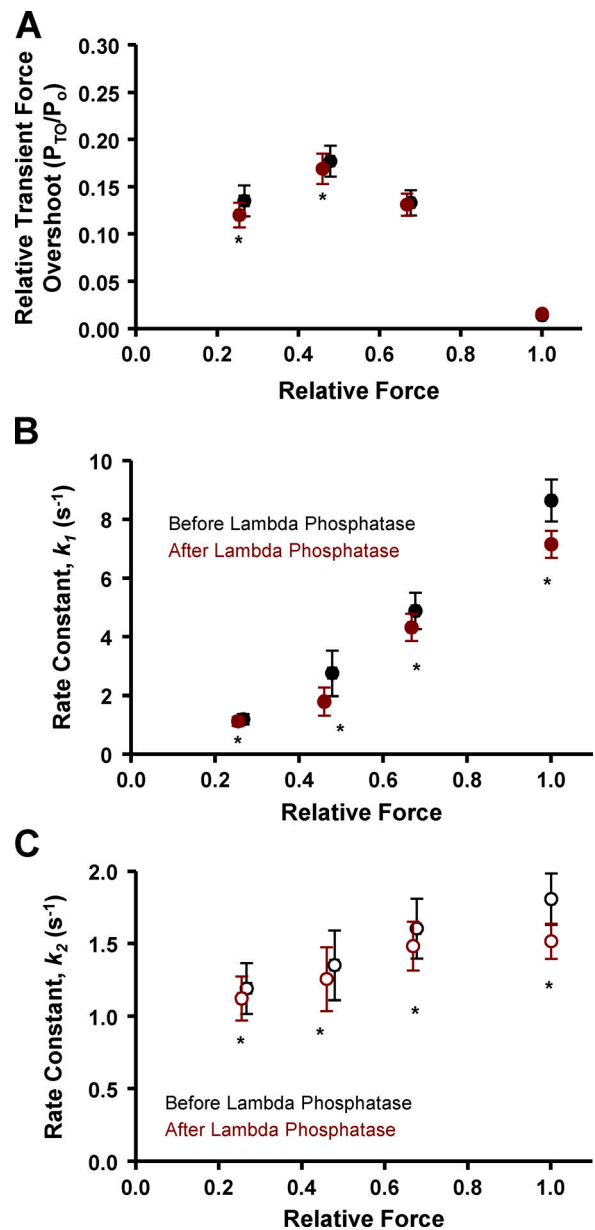 A
Relative Transient Force
Overshoot (P_TO/P_o)
0.30
0.25
0.20
0.15
0.10
0.05
0.00
*
*
0.0 0.2 0.4 0.6 0.8 1.0
Relative Force
B
Rate Constant, k_1 (s^-1)
10
8
6
4
2
0
Before Lambda Phosphatase
After Lambda Phosphatase
*
*
*
*
0.0 0.2 0.4 0.6 0.8 1.0
Relative Force
C
Rate Constant, k_2 (s^-1)
2.0
1.5
1.0
0.5
0.0
*
*
*
*
Before Lambda Phosphatase
After Lambda Phosphatase
0.0 0.2 0.4 0.6 0.8 1.0
Relative Force